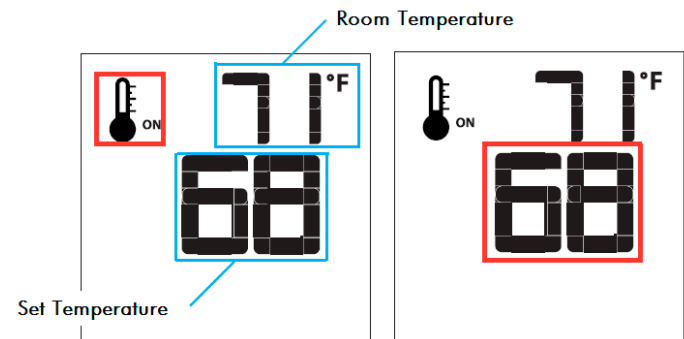 Room Temperature
71 °F
ON
68
Set Temperature
71 °F
ON
68